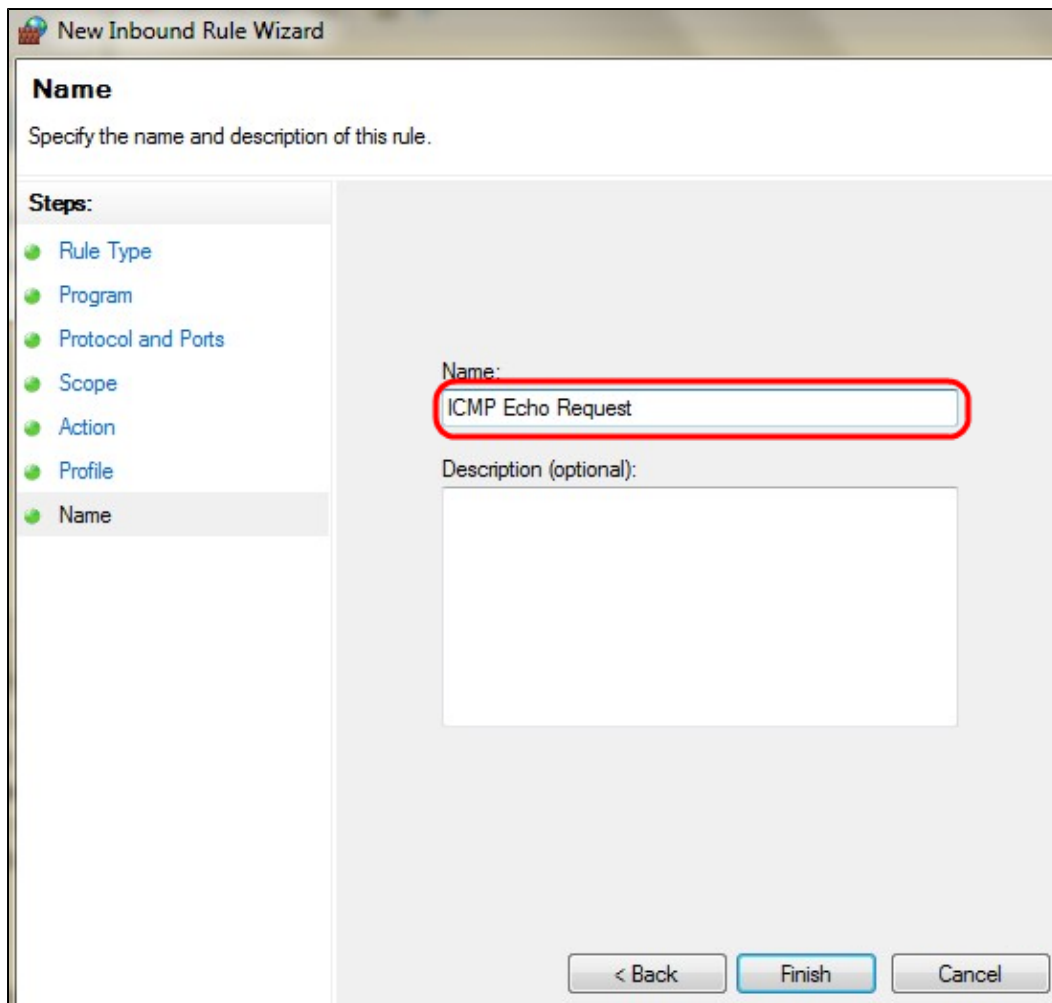 New Inbound Rule Wizard
Name
Specify the name and description of this rule.
Steps:
Rule Type
Program
Protocol and Ports
Scope
Action
Profile
Name
Name:
ICMP Echo Request
Description (optional):
< Back
Finish
Cancel